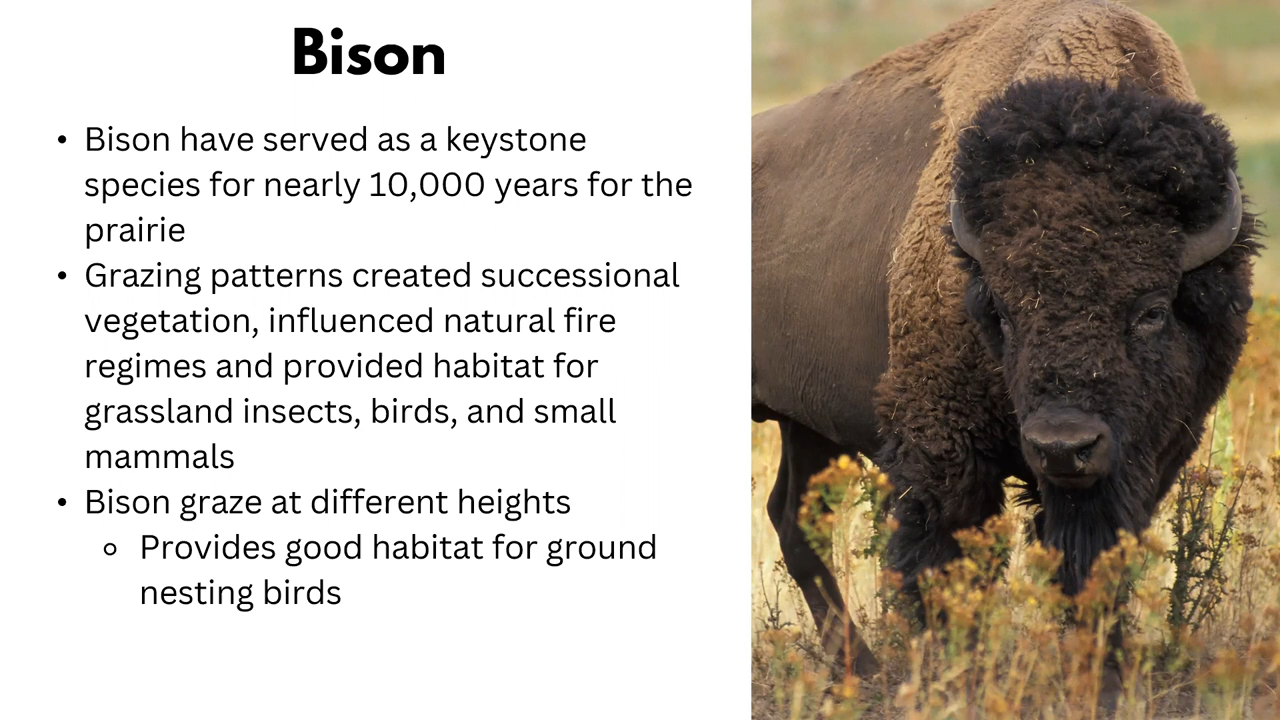 Bison
• Bison have served as a keystone
species for nearly 10,000 years for the
prairie
• Grazing patterns created successional
vegetation, influenced natural fire
regimes and provided habitat for
grassland insects, birds, and small
mammals
• Bison graze at different heights
◦ Provides good habitat for ground
nesting birds